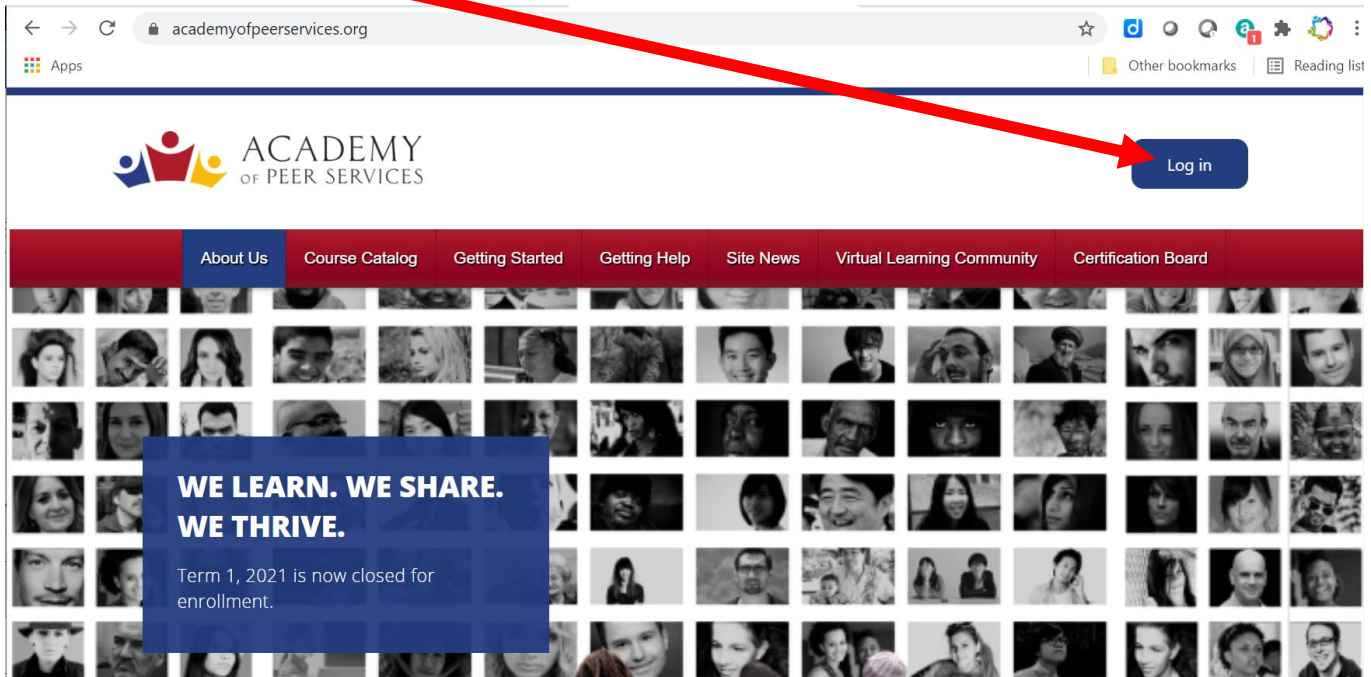 academyofpeerservices.org
1
Apps
Other bookmarks
Reading list
ACADEMY
OF PEER SERVICES
Log in
About Us
Course Catalog
Getting Started
Getting Help
Site News
Virtual Learning Community
Certification Board
WE LEARN. WE SHARE.
WE THRIVE.
Term 1, 2021 is now closed for
enrollment.